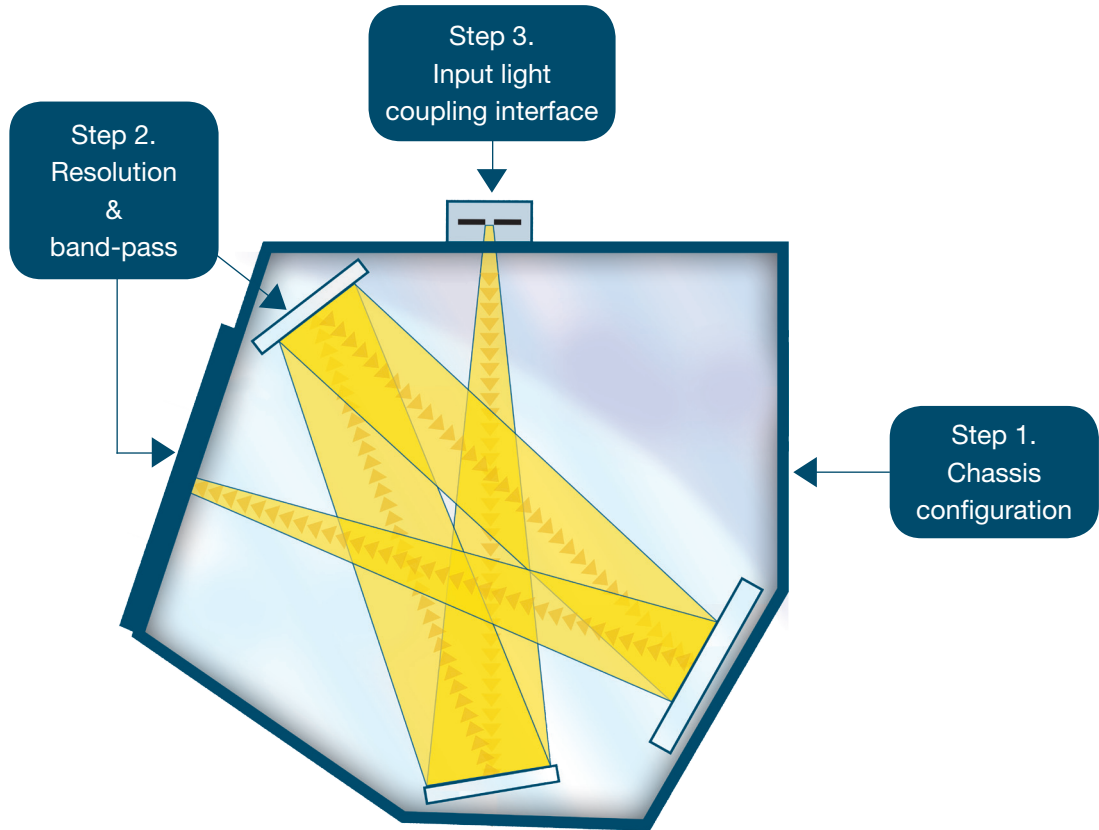 Step 3.
Input light
coupling interface
Step 2.
Resolution
&
band-pass
Step 1.
Chassis
configuration